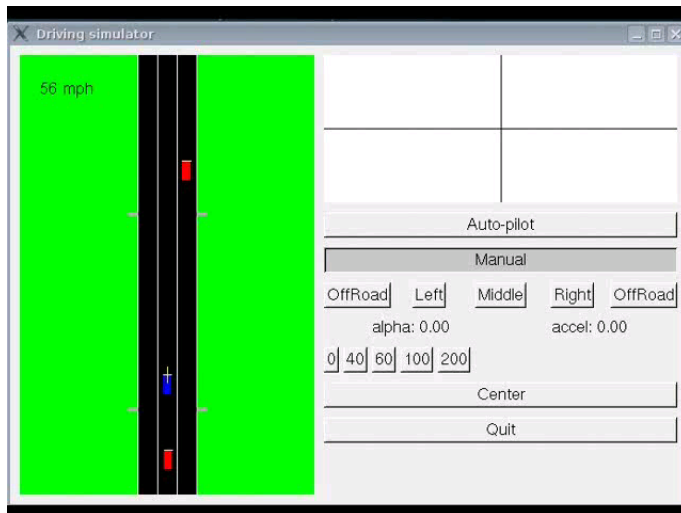 Driving simulator
56 mph
Auto-pilot
Manual
OffRoad Left Middle Right OffRoad
alpha: 0.00 accel: 0.00
0 40 60 100 200
Center
Quit